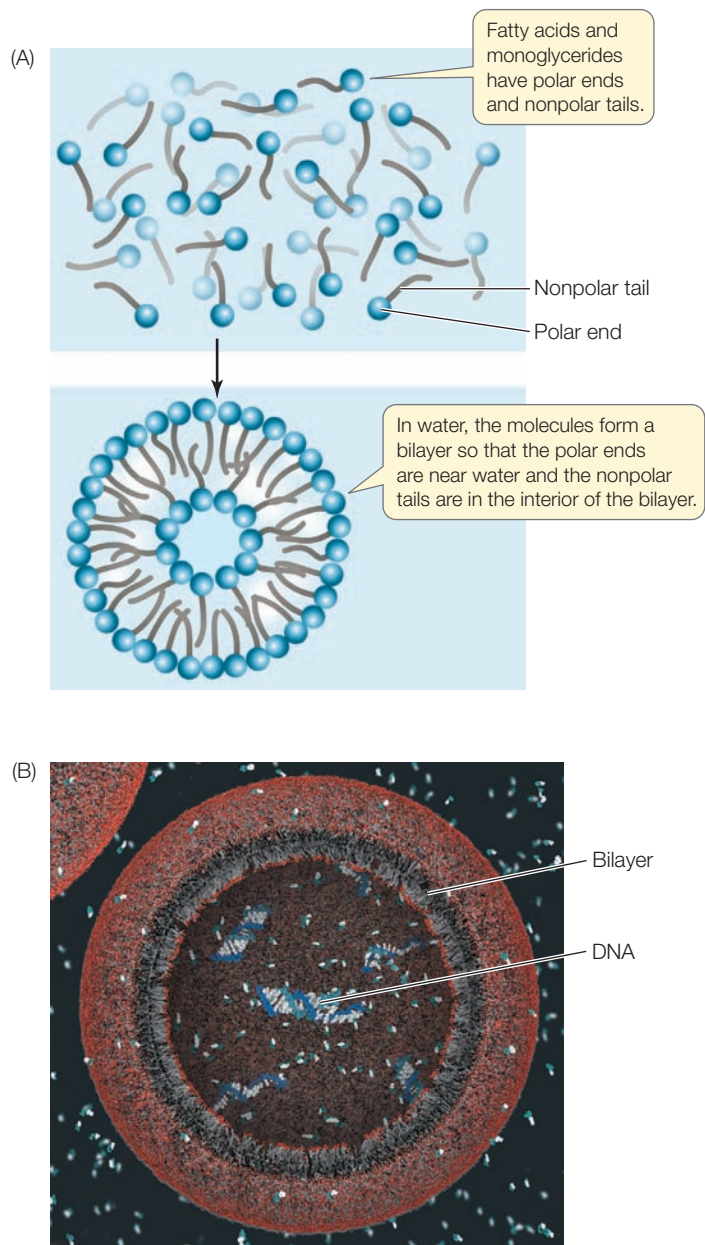 (A)
Fatty acids and
monoglycerides
have polar ends
and nonpolar tails.
Nonpolar tail
Polar end
In water, the molecules form a
bilayer so that the polar ends
are near water and the nonpolar
tails are in the interior of the bilayer.
(B)
Bilayer
DNA